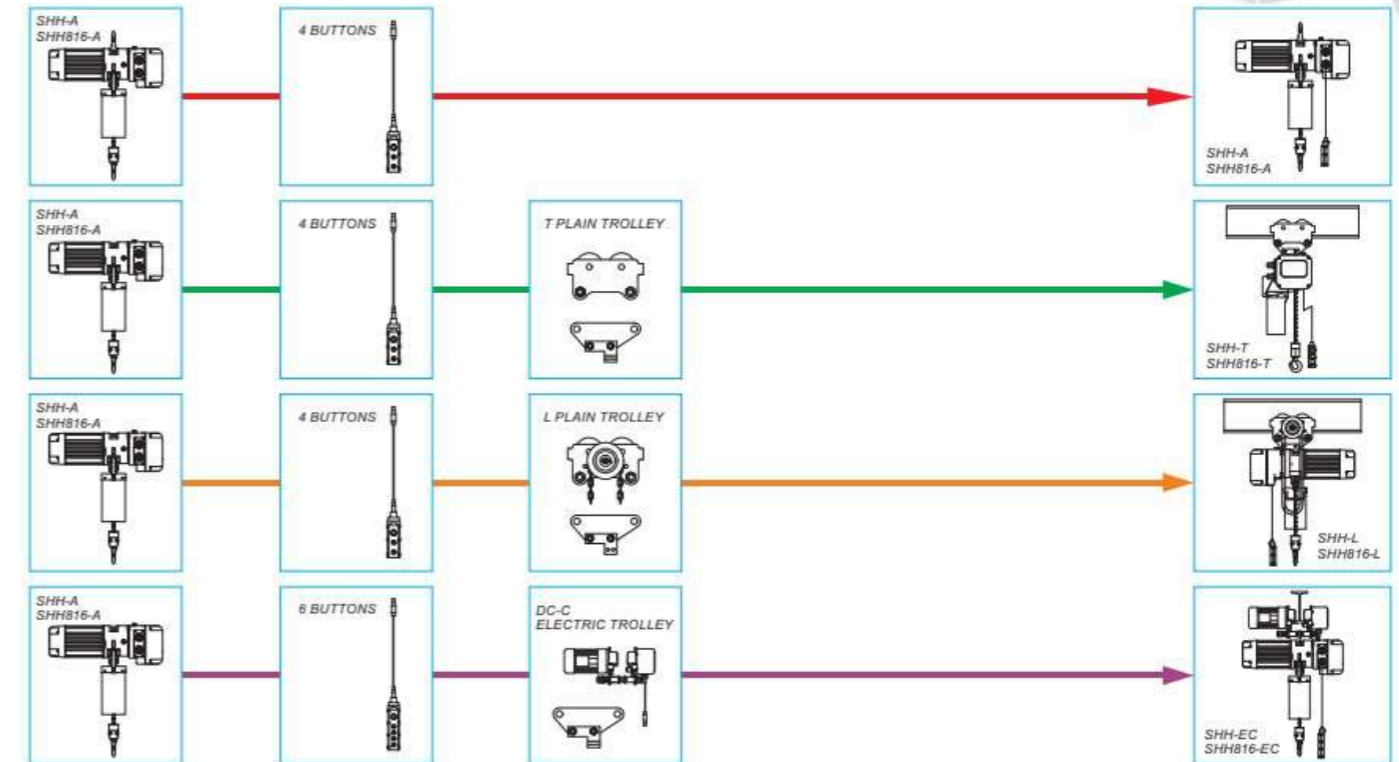 SHH-A
SHH816-A
4 BUTTONS
SHH-A
SHH816-A
SHH-A
SHH816-A
4 BUTTONS
T PLAIN TROLLEY
SHH-T
SHH816-T
SHH-A
SHH816-A
4 BUTTONS
L PLAIN TROLLEY
SHH-L
SHH816-L
SHH-A
SHH816-A
6 BUTTONS
DC-C
ELECTRIC TROLLEY
SHH-EC
SHH816-EC